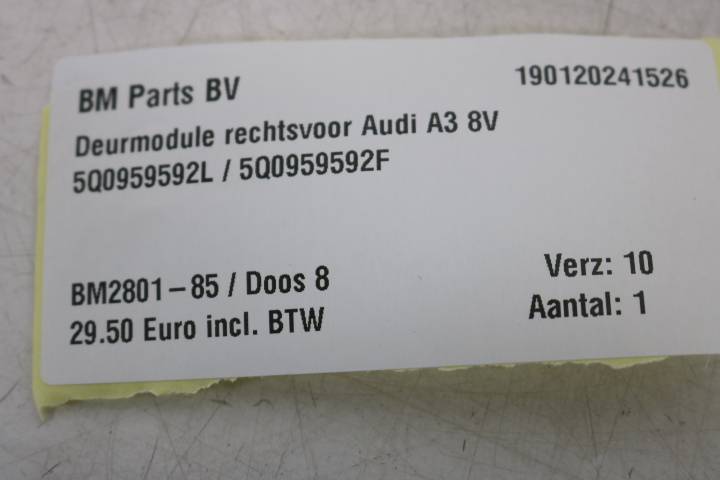 BM Parts BV
190120241526
Deurmodule rechtsvoor Audi A3 8V
5Q0959592L / 5Q0959592F
BM2801-85 / Doos 8
Verz: 10
29.50 Euro incl. BTW
Aantal: 1